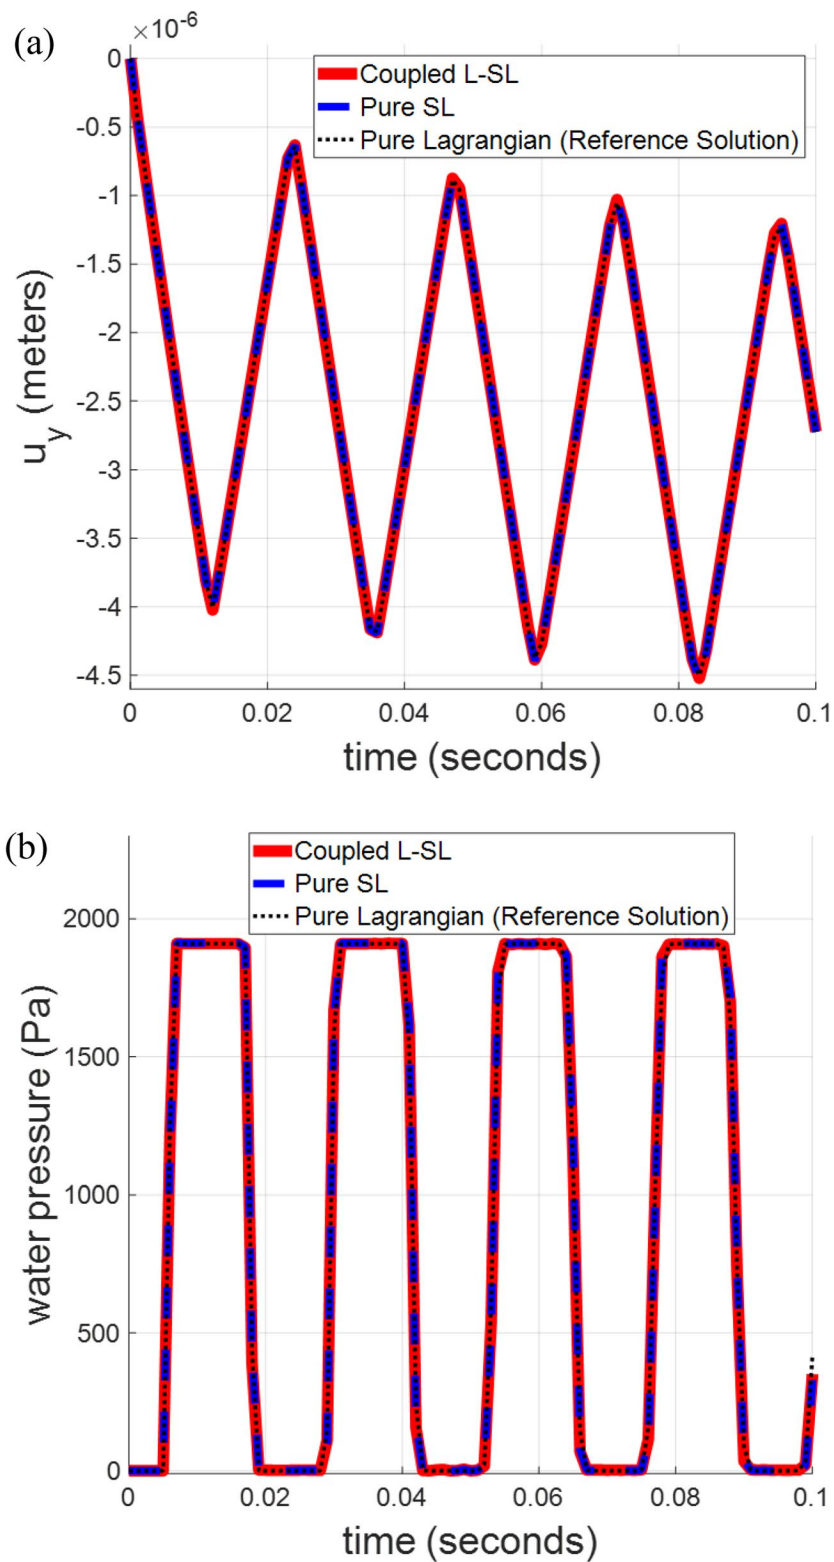 (a)
×10⁻⁶
Coupled L-SL
Pure SL
Pure Lagrangian (Reference Solution)
0
-0.5
-1
-1.5
-2
-2.5
-3
-3.5
-4
-4.5
u_y (meters)
0 0.02 0.04 0.06 0.08 0.1
time (seconds)
(b)
Coupled L-SL
Pure SL
Pure Lagrangian (Reference Solution)
2000
1500
1000
500
0
water pressure (Pa)
0 0.02 0.04 0.06 0.08 0.1
time (seconds)